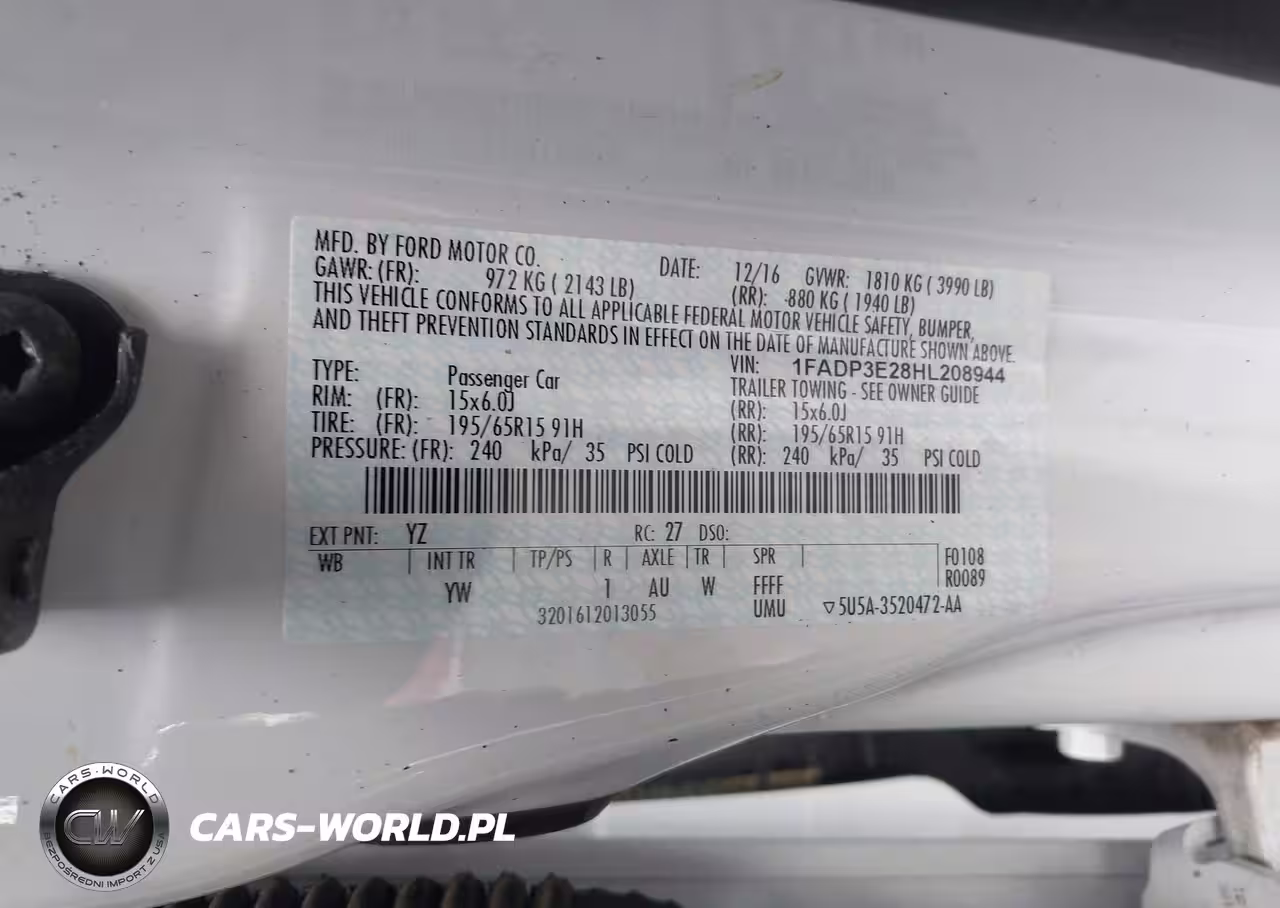 MFD. BY FORD MOTOR CO. DATE: 12/16 GVWR: 1810 KG ( 3990 LB)
GAWR: (FR): 972 KG ( 2143 LB) (RR): 880 KG ( 1940 LB)
THIS VEHICLE CONFORMS TO ALL APPLICABLE FEDERAL MOTOR VEHICLE SAFETY, BUMPER,
AND THEFT PREVENTION STANDARDS IN EFFECT ON THE DATE OF MANUFACTURE SHOWN ABOVE.
VIN: 1FADP3E28HL208944
TYPE: Passenger Car TRAILER TOWING - SEE OWNER GUIDE
RIM: (FR): 15x6.0J (RR): 15x6.0J
TIRE: (FR): 195/65R15 91H (RR): 195/65R15 91H
PRESSURE: (FR): 240 kPa/ 35 PSI COLD (RR): 240 kPa/ 35 PSI COLD
EXT PNT: YZ RC: 27 DSO:
WB INT TR TP/PS R AXLE TR SPR F0108
YW 1 AU W FFFF R0089
3201612013055 UMU ▽5U5A-3520472-AA
CARS-WORLD
CW
BEZPOŚREDNI IMPORT Z USA
CARS-WORLD.PL